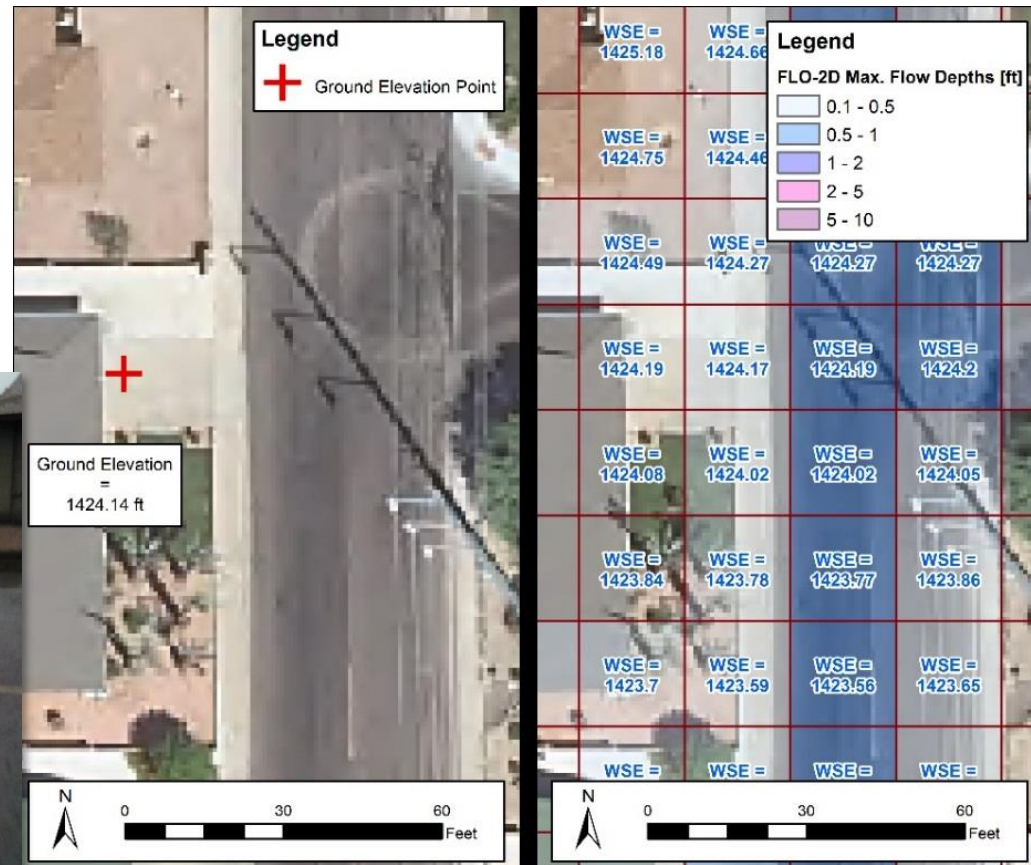 Legend
Ground Elevation Point
Ground Elevation
=
1424.14 ft
N
0 30 60
Feet
Legend
FLO-2D Max. Flow Depths [ft]
0.1 - 0.5
0.5 - 1
1 - 2
2 - 5
5 - 10
WSE = WSE =
1425.18 1424.66
WSE = WSE =
1424.75 1424.46
WSE = WSE = WSE = WSE =
1424.49 1424.27 1424.27 1424.27
WSE = WSE = WSE = WSE =
1424.19 1424.17 1424.19 1424.2
WSE = WSE = WSE = WSE =
1424.08 1424.02 1424.02 1424.05
WSE = WSE = WSE = WSE =
1423.84 1423.78 1423.77 1423.86
WSE = WSE = WSE = WSE =
1423.7 1423.59 1423.56 1423.65
WSE = WSE = WSE = WSE =
N
0 30 60
Feet